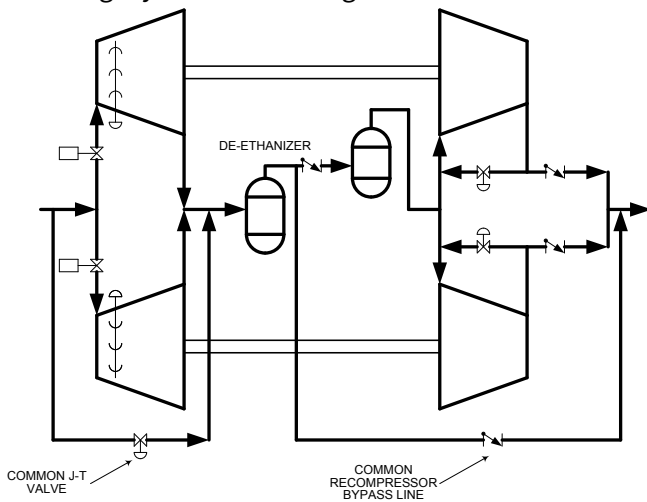 DE-ETHANIZER
COMMON J-T
VALVE
COMMON
RECOMPRESSOR
BYPASS LINE